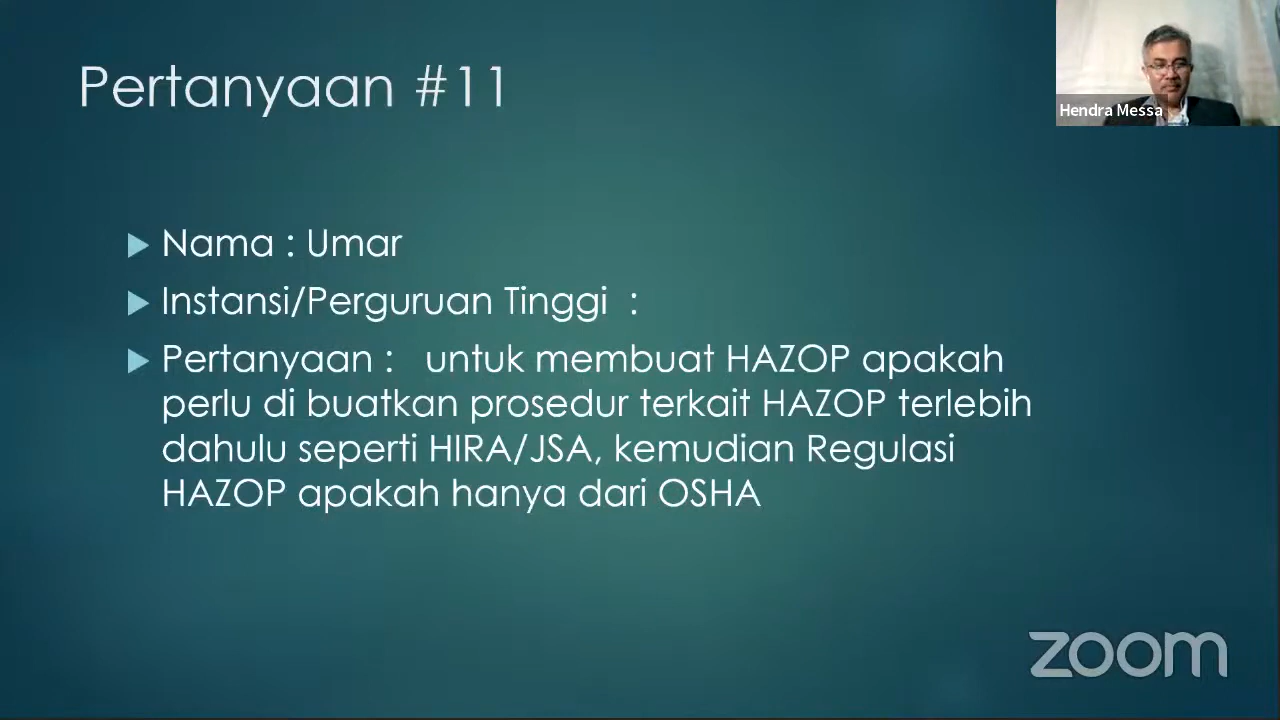 Pertanyaan #11
Hendra Messa
Nama : Umar
Instansi/Perguruan Tinggi :
Pertanyaan : untuk membuat HAZOP apakah
perlu di buatkan prosedur terkait HAZOP terlebih
dahulu seperti HIRA/JSA, kemudian Regulasi
HAZOP apakah hanya dari OSHA
zoom